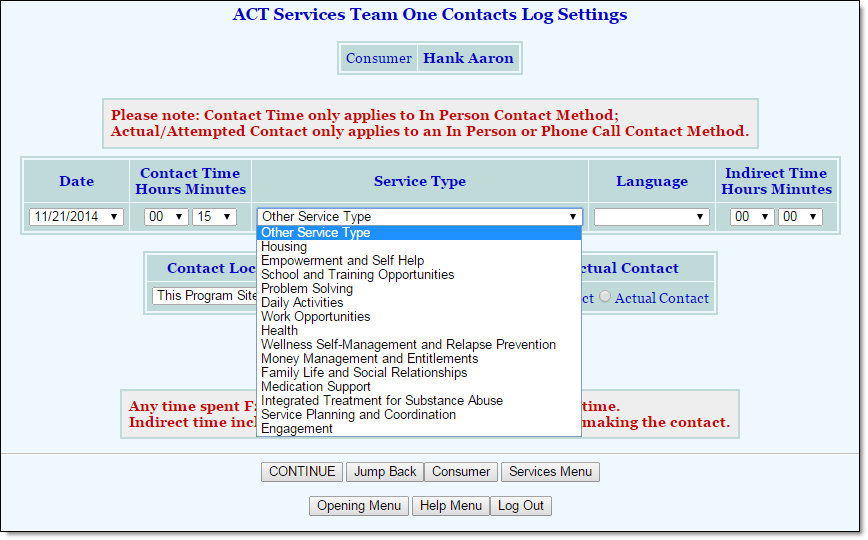 ACT Services Team One Contacts Log Settings
Consumer Hank Aaron
Please note: Contact Time only applies to In Person Contact Method;
Actual/Attempted Contact only applies to an In Person or Phone Call Contact Method.
Date Contact Time Hours Minutes Service Type Language Indirect Time Hours Minutes
11/21/2014 00 15 Other Service Type 00 00
Other Service Type
Housing
Empowerment and Self Help
School and Training Opportunities
Problem Solving
Daily Activities
Work Opportunities
Health
Wellness Self-Management and Relapse Prevention
Money Management and Entitlements
Family Life and Social Relationships
Medication Support
Integrated Treatment for Substance Abuse
Service Planning and Coordination
Engagement
Contact Loc ctual Contact
This Program Site ct Actual Contact
Any time spent F time.
Indirect time inc making the contact.
CONTINUE Jump Back Consumer Services Menu
Opening Menu Help Menu Log Out